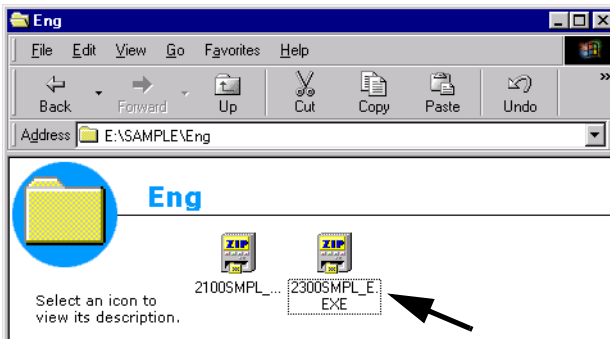 Eng
File Edit View Go Favorites Help
Back Forward Up Cut Copy Paste Undo
»
Address E:\SAMPLE\Eng
Eng
ZIP ZIP
2100SMPL_... 2300SMPL_E.
EXE
Select an icon to
view its description.